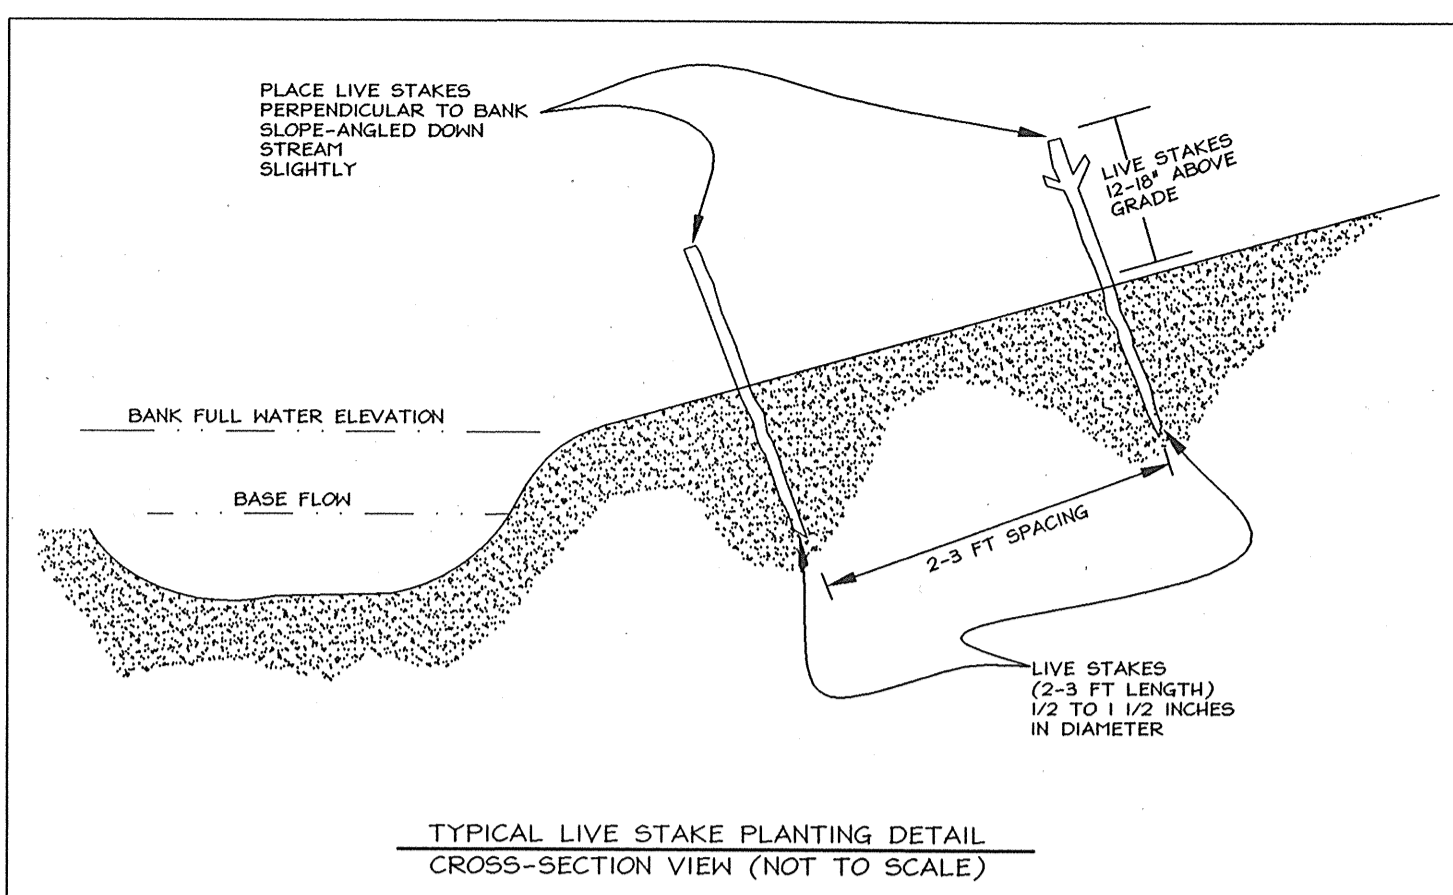 PLACE LIVE STAKES
PERPENDICULAR TO BANK
SLOPE-ANGLED DOWN
STREAM
SLIGHTLY
LIVE STAKES
12-18" ABOVE
GRADE
BANK FULL WATER ELEVATION
BASE FLOW
2-3 FT SPACING
LIVE STAKES
(2-3 FT LENGTH)
1/2 TO 1 1/2 INCHES
IN DIAMETER
TYPICAL LIVE STAKE PLANTING DETAIL
CROSS-SECTION VIEW (NOT TO SCALE)